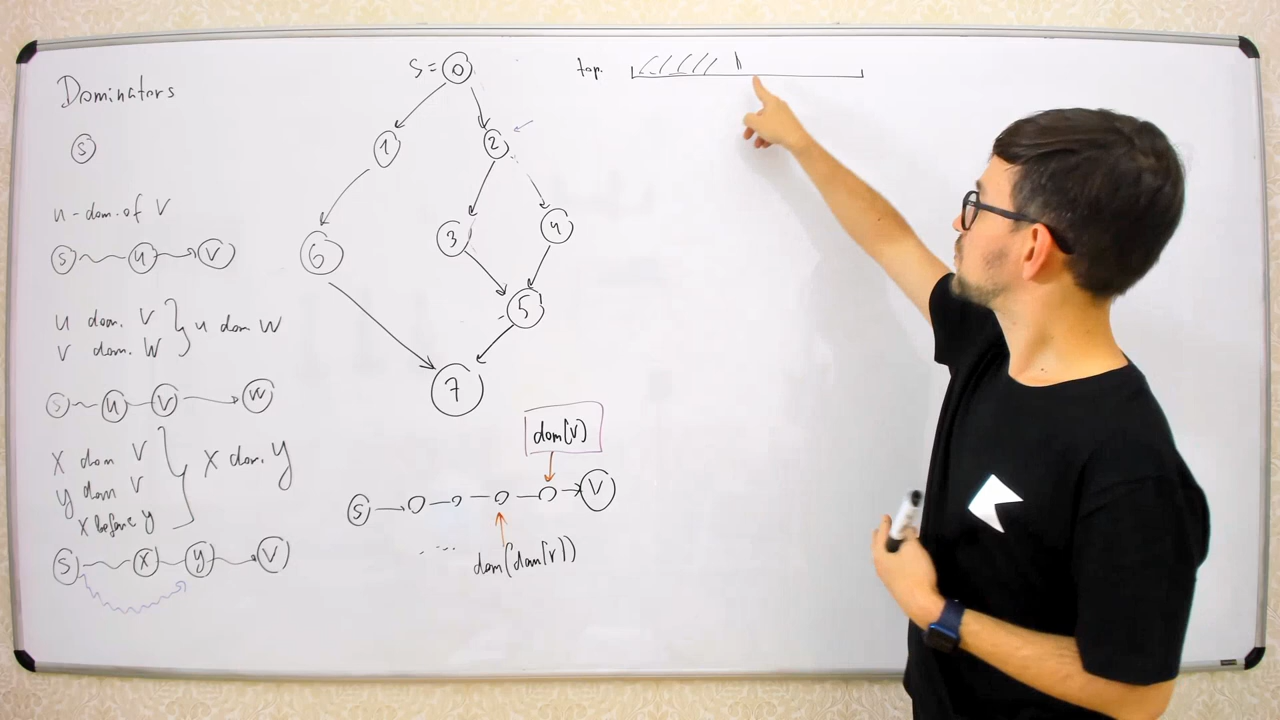 Dominators
S
u - dom. of V
S u V
u dom. V
V dom. W
u dom W
S u V W
X dom V
y dom V
X before y
X dom. y
S X y V
S = 0
1 2
6 3 4
5
7
dom[V]
S V
dom[dom[V]]
top.